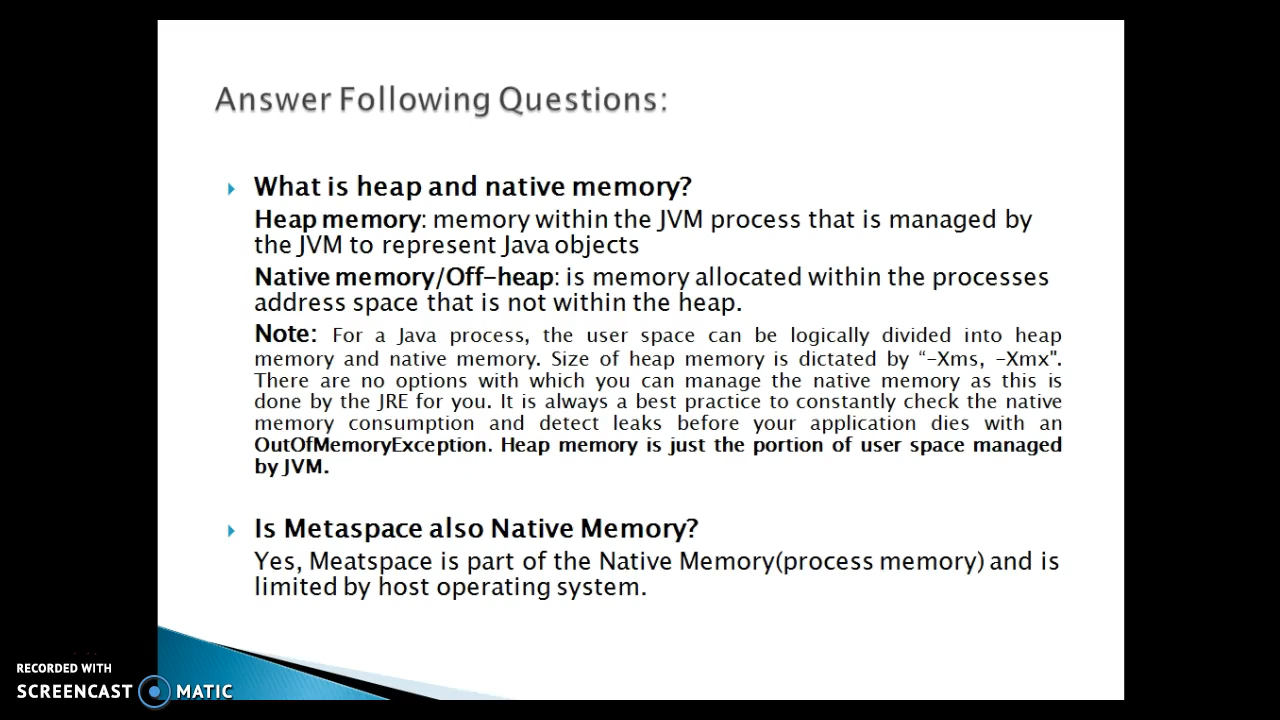 Answer Following Questions:
What is heap and native memory?
Heap memory: memory within the JVM process that is managed by
the JVM to represent Java objects
Native memory/Off-heap: is memory allocated within the processes
address space that is not within the heap.
Note: For a Java process, the user space can be logically divided into heap
memory and native memory. Size of heap memory is dictated by “-Xms, -Xmx".
There are no options with which you can manage the native memory as this is
done by the JRE for you. It is always a best practice to constantly check the native
memory consumption and detect leaks before your application dies with an
OutOfMemoryException. Heap memory is just the portion of user space managed
by JVM.
Is Metaspace also Native Memory?
Yes, Meatspace is part of the Native Memory(process memory) and is
limited by host operating system.
RECORDED WITH
SCREENCAST MATIC